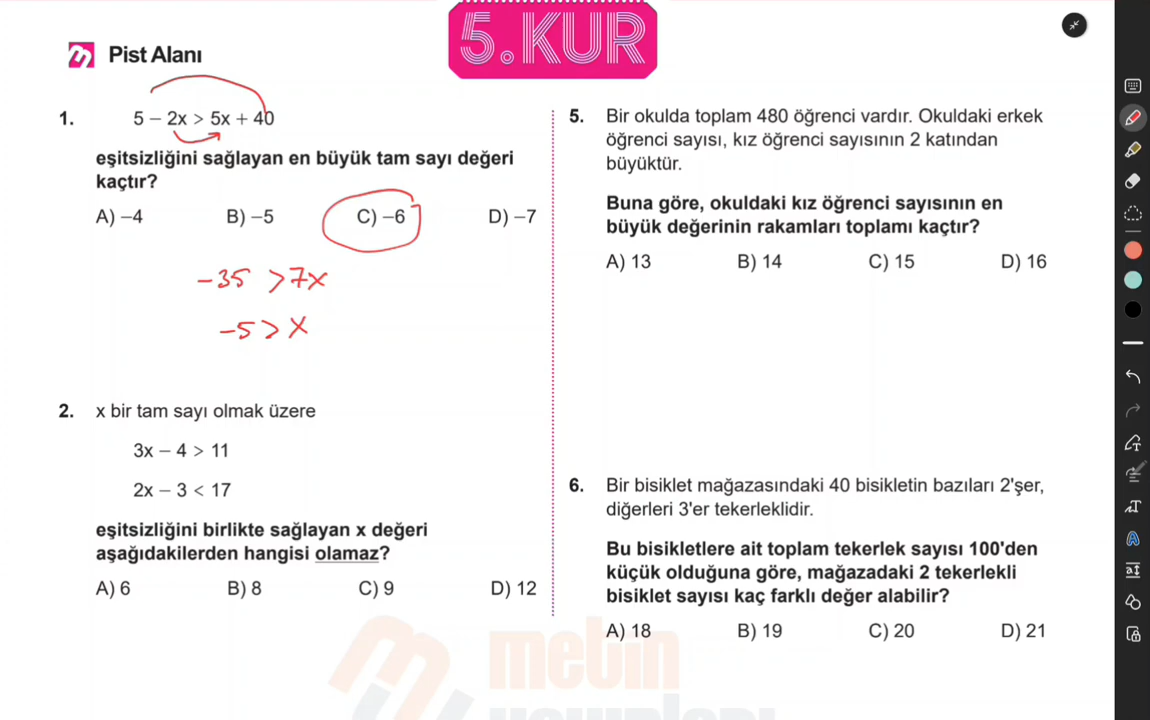 5.KUR
Pist Alanı
1. 5 – 2x > 5x + 40
eşitsizliğini sağlayan en büyük tam sayı değeri
kaçtır?
A) –4 B) –5 C) –6 D) –7
-35 > 7x
-5 > x
2. x bir tam sayı olmak üzere
3x – 4 > 11
2x – 3 < 17
eşitsizliğini birlikte sağlayan x değeri
aşağıdakilerden hangisi olamaz?
A) 6 B) 8 C) 9 D) 12
5. Bir okulda toplam 480 öğrenci vardır. Okuldaki erkek
öğrenci sayısı, kız öğrenci sayısının 2 katından
büyüktür.
Buna göre, okuldaki kız öğrenci sayısının en
büyük değerinin rakamları toplamı kaçtır?
A) 13 B) 14 C) 15 D) 16
6. Bir bisiklet mağazasındaki 40 bisikletin bazıları 2'şer,
diğerleri 3'er tekerleklidir.
Bu bisikletlere ait toplam tekerlek sayısı 100'den
küçük olduğuna göre, mağazadaki 2 tekerlekli
bisiklet sayısı kaç farklı değer alabilir?
A) 18 B) 19 C) 20 D) 21
metin